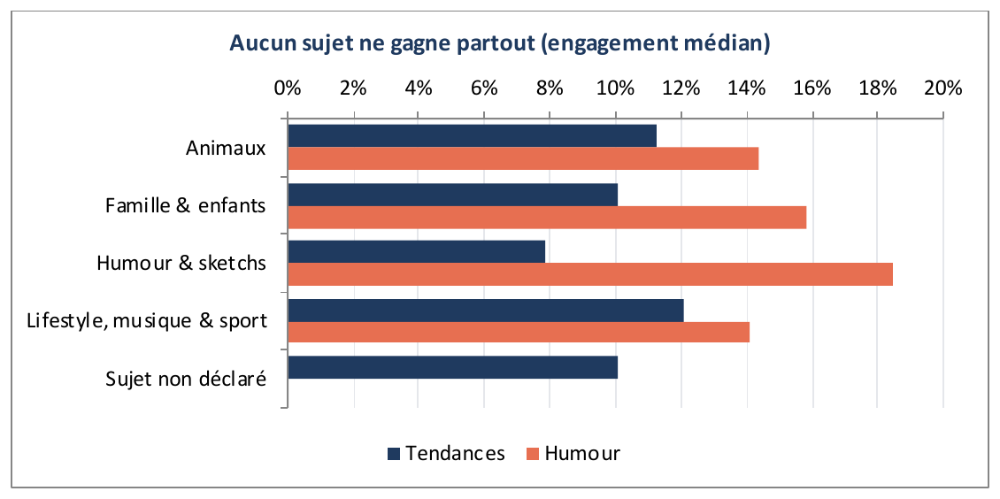 Aucun sujet ne gagne partout (engagement médian)
0% 2% 4% 6% 8% 10% 12% 14% 16% 18% 20%
Animaux
Famille & enfants
Humour & sketchs
Lifestyle, musique & sport
Sujet non déclaré
Tendances Humour